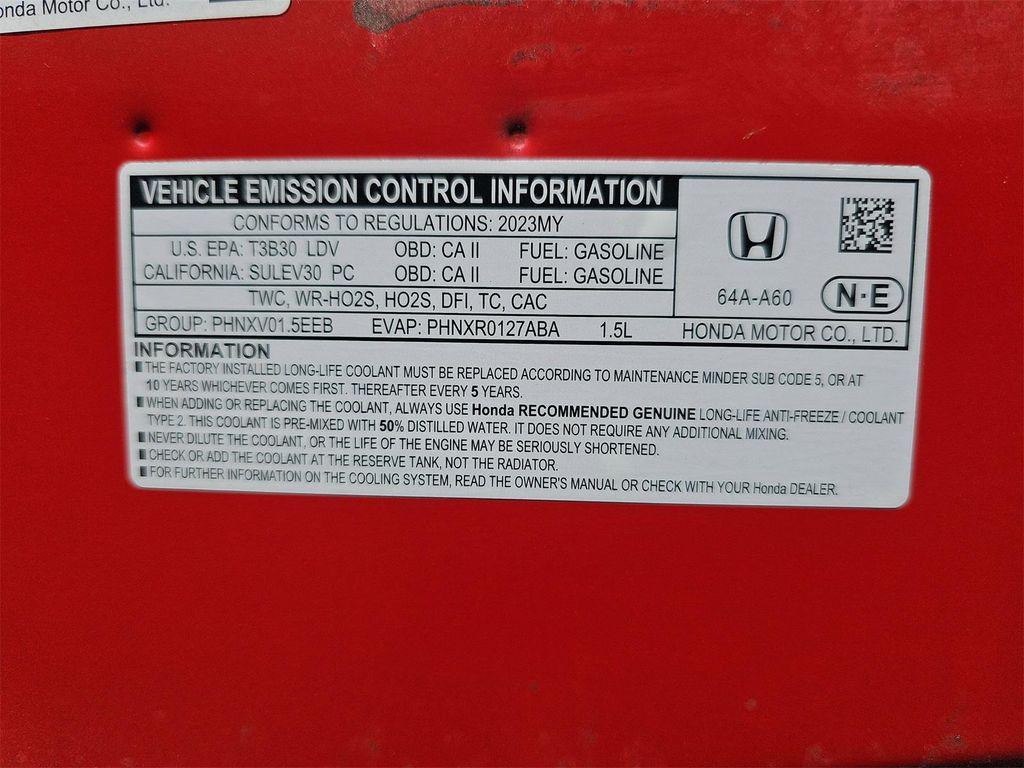 Honda Motor Co., Ltd.
VEHICLE EMISSION CONTROL INFORMATION
CONFORMS TO REGULATIONS: 2023MY
U.S. EPA: T3B30 LDV OBD: CA II FUEL: GASOLINE
CALIFORNIA: SULEV30 PC OBD: CA II FUEL: GASOLINE
TWC, WR-HO2S, HO2S, DFI, TC, CAC
64A-A60 N·E
GROUP: PHNXV01.5EEB EVAP: PHNXR0127ABA 1.5L HONDA MOTOR CO., LTD.
INFORMATION
THE FACTORY INSTALLED LONG-LIFE COOLANT MUST BE REPLACED ACCORDING TO MAINTENANCE MINDER SUB CODE 5, OR AT
10 YEARS WHICHEVER COMES FIRST. THEREAFTER EVERY 5 YEARS.
WHEN ADDING OR REPLACING THE COOLANT, ALWAYS USE Honda RECOMMENDED GENUINE LONG-LIFE ANTI-FREEZE / COOLANT
TYPE 2. THIS COOLANT IS PRE-MIXED WITH 50% DISTILLED WATER. IT DOES NOT REQUIRE ANY ADDITIONAL MIXING.
NEVER DILUTE THE COOLANT, OR THE LIFE OF THE ENGINE MAY BE SERIOUSLY SHORTENED.
CHECK OR ADD THE COOLANT AT THE RESERVE TANK, NOT THE RADIATOR.
FOR FURTHER INFORMATION ON THE COOLING SYSTEM, READ THE OWNER'S MANUAL OR CHECK WITH YOUR Honda DEALER.